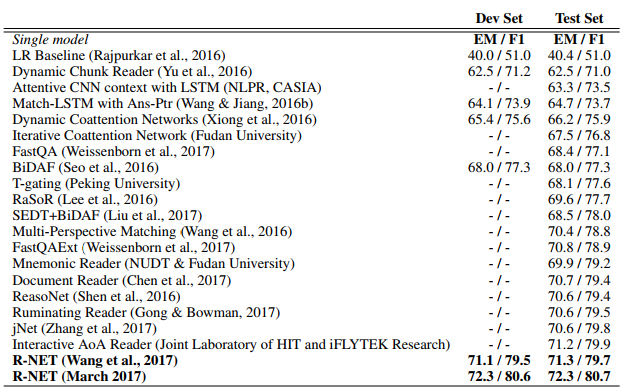 Dev Set Test Set
Single model EM / F1 EM / F1
LR Baseline (Rajpurkar et al., 2016) 40.0 / 51.0 40.4 / 51.0
Dynamic Chunk Reader (Yu et al., 2016) 62.5 / 71.2 62.5 / 71.0
Attentive CNN context with LSTM (NLPR, CASIA) - / - 63.3 / 73.5
Match-LSTM with Ans-Ptr (Wang & Jiang, 2016b) 64.1 / 73.9 64.7 / 73.7
Dynamic Coattention Networks (Xiong et al., 2016) 65.4 / 75.6 66.2 / 75.9
Iterative Coattention Network (Fudan University) - / - 67.5 / 76.8
FastQA (Weissenborn et al., 2017) - / - 68.4 / 77.1
BiDAF (Seo et al., 2016) 68.0 / 77.3 68.0 / 77.3
T-gating (Peking University) - / - 68.1 / 77.6
RaSoR (Lee et al., 2016) - / - 69.6 / 77.7
SEDT+BiDAF (Liu et al., 2017) - / - 68.5 / 78.0
Multi-Perspective Matching (Wang et al., 2016) - / - 70.4 / 78.8
FastQAExt (Weissenborn et al., 2017) - / - 70.8 / 78.9
Mnemonic Reader (NUDT & Fudan University) - / - 69.9 / 79.2
Document Reader (Chen et al., 2017) - / - 70.7 / 79.4
ReasoNet (Shen et al., 2016) - / - 70.6 / 79.4
Ruminating Reader (Gong & Bowman, 2017) - / - 70.6 / 79.5
jNet (Zhang et al., 2017) - / - 70.6 / 79.8
Interactive AoA Reader (Joint Laboratory of HIT and iFLYTEK Research) - / - 71.2 / 79.9
R-NET (Wang et al., 2017) 71.1 / 79.5 71.3 / 79.7
R-NET (March 2017) 72.3 / 80.6 72.3 / 80.7